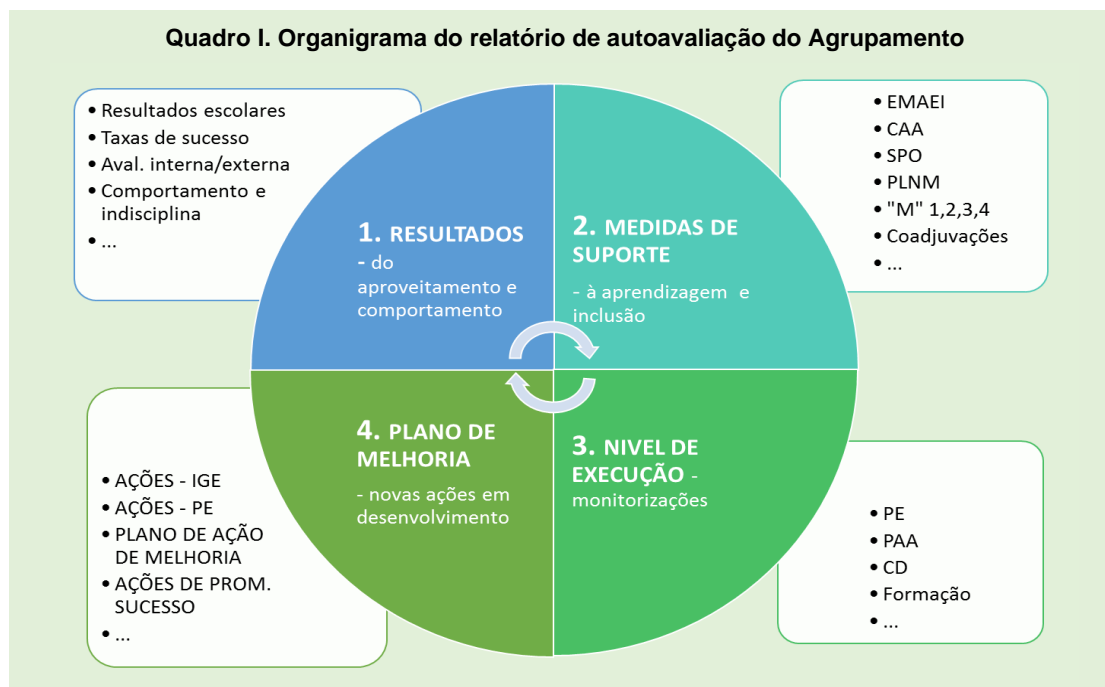 Quadro I. Organigrama do relatório de autoavaliação do Agrupamento
• Resultados escolares
• Taxas de sucesso
• Aval. interna/externa
• Comportamento e
indisciplina
• ...
1. RESULTADOS
- do
aproveitamento e
comportamento
2. MEDIDAS DE
SUPORTE
- à aprendizagem e
inclusão
• EMAEI
• CAA
• SPO
• PLNM
• "M" 1,2,3,4
• Coadjuvações
• ...
• AÇÕES - IGE
• AÇÕES - PE
• PLANO DE AÇÃO
DE MELHORIA
• AÇÕES DE PROM.
SUCESSO
• ...
4. PLANO DE
MELHORIA
- novas ações em
desenvolvimento
3. NIVEL DE
EXECUÇÃO -
monitorizações
• PE
• PAA
• CD
• Formação
• ...